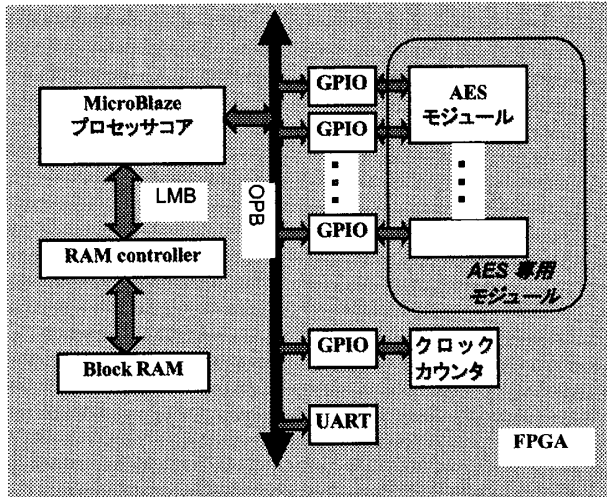 MicroBlaze
プロセッサコア
LMB
RAM controller
Block RAM
OPB
GPIO
GPIO
GPIO
GPIO
UART
AES
モジュール
AES 専用
モジュール
クロック
カウンタ
FPGA